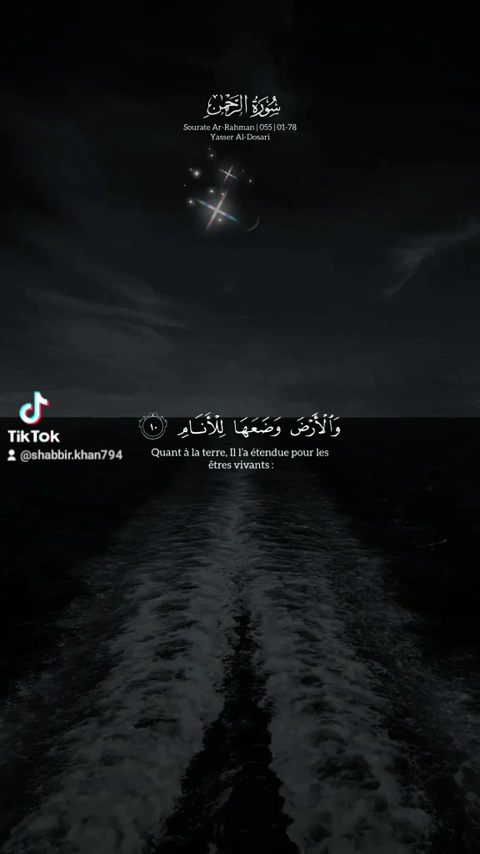 سُورَةُ الرَّحْمٰن
Sourate Ar-Rahman | 055 | 01-78
Yasser Al-Dosari
TikTok
@shabbir.khan794
وَٱلْأَرْضَ وَضَعَهَا لِلْأَنَامِ ١٠
Quant à la terre, Il l'a étendue pour les
êtres vivants :